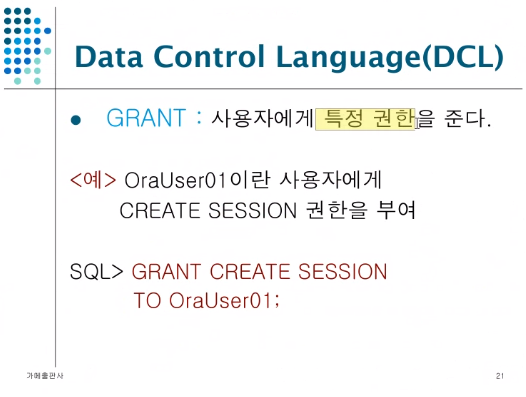 Data Control Language(DCL)
● GRANT : 사용자에게 특정 권한을 준다.
<예> OraUser01이란 사용자에게
CREATE SESSION 권한을 부여
SQL> GRANT CREATE SESSION
TO OraUser01;
가메출판사
21